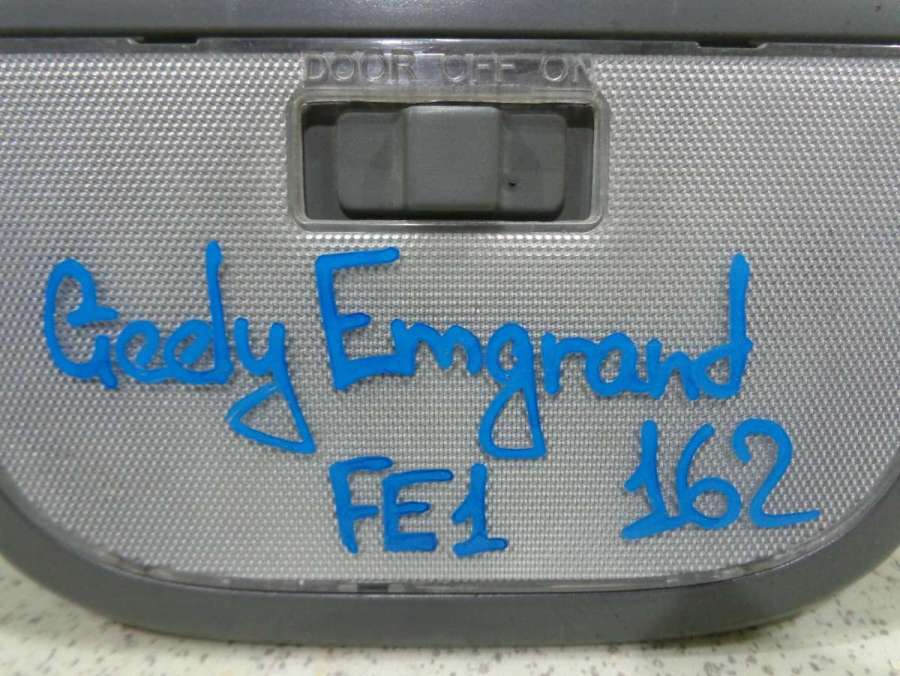 DOOR OFF ON
Geely Emgrand
FE1 162